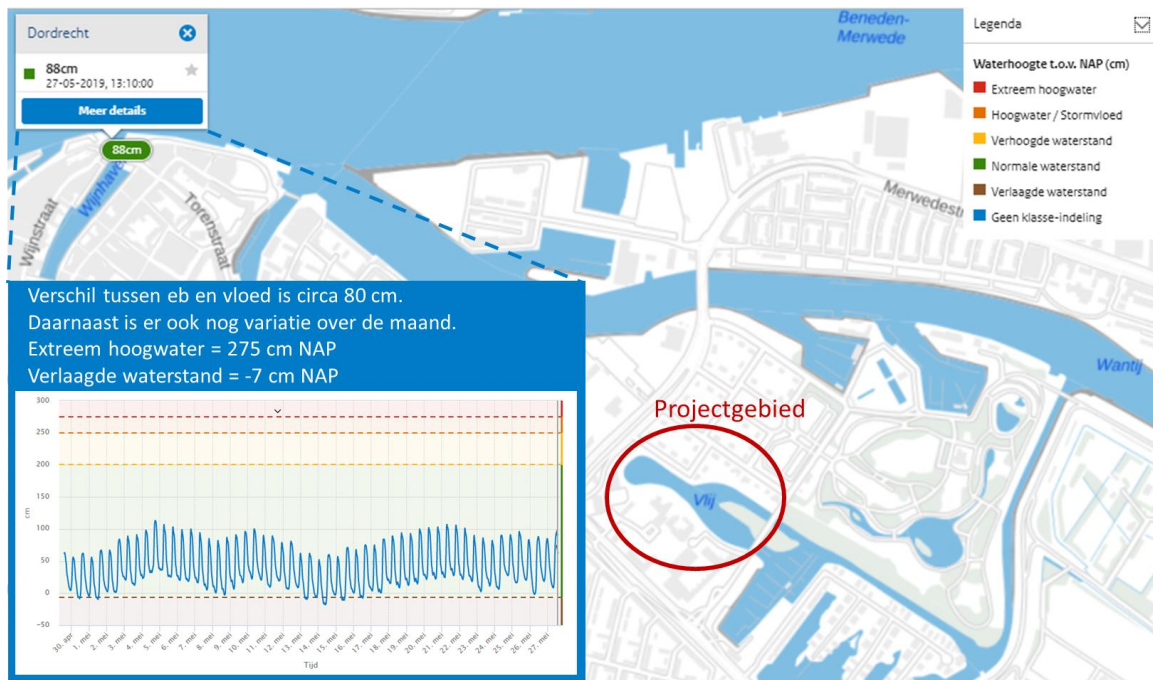 Dordrecht
88cm
27-05-2019, 13:10:00
Meer details
88cm
Wijnhave
Wijnstraat
Torenstraat
Beneden-
Merwede
Merwedestr
Wantij
Legenda
Waterhoogte t.o.v. NAP (cm)
Extreem hoogwater
Hoogwater / Stormvloed
Verhoogde waterstand
Normale waterstand
Verlaagde waterstand
Geen klasse-indeling
Verschil tussen eb en vloed is circa 80 cm.
Daarnaast is er ook nog variatie over de maand.
Extreem hoogwater = 275 cm NAP
Verlaagde waterstand = -7 cm NAP
300
250
200
150
100
50
0
-50
cm
30. apr
1. mei
2. mei
3. mei
4. mei
5. mei
6. mei
7. mei
8. mei
9. mei
10. mei
11. mei
12. mei
13. mei
14. mei
15. mei
16. mei
17. mei
18. mei
19. mei
20. mei
21. mei
22. mei
23. mei
24. mei
25. mei
26. mei
27. mei
Tijd
Projectgebied
Vlij